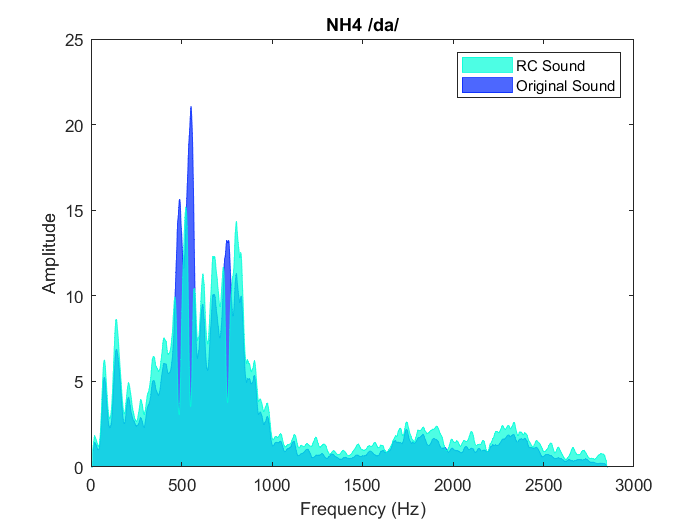 NH4 /da/
25
RC Sound
Original Sound
20
15
Amplitude
10
5
0
0 500 1000 1500 2000 2500 3000
Frequency (Hz)